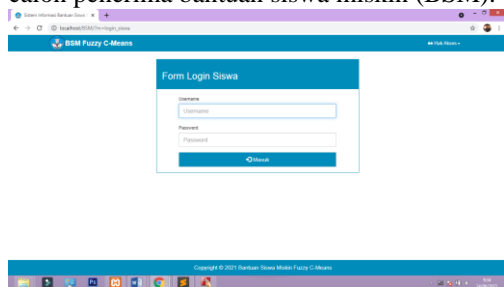 calon penerima bantuan siswa miskin (BSM).
Sistem Informasi Bantuan Siswa
localhost/BSM/?m=login_siswa
BSM Fuzzy C-Means
Hak Akses
Form Login Siswa
Username
Username
Password
Password
Masuk
Copyright © 2021 Bantuan Siswa Miskin Fuzzy C-Means